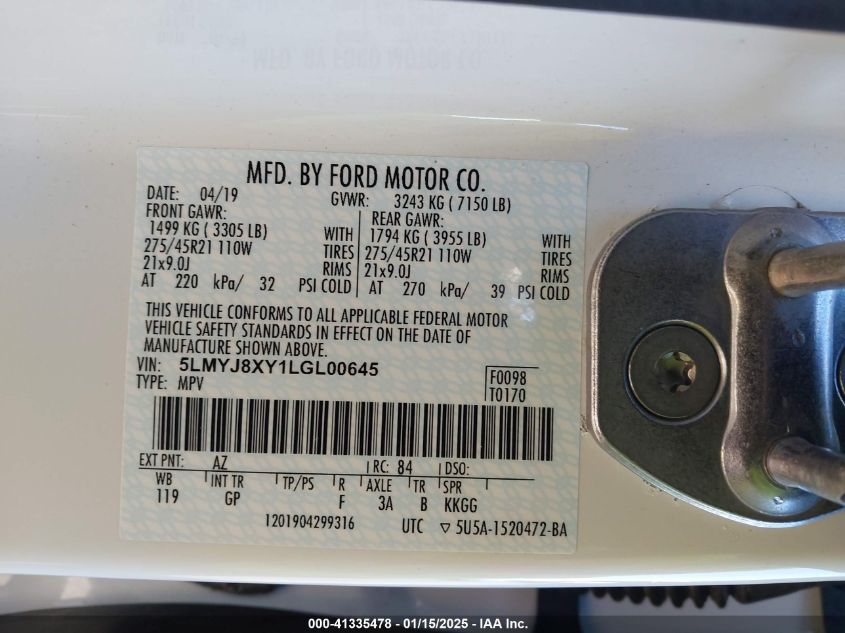 MFD. BY FORD MOTOR CO.
DATE: 04/19 GVWR: 3243 KG ( 7150 LB)
FRONT GAWR: REAR GAWR:
1499 KG ( 3305 LB) WITH 1794 KG ( 3955 LB) WITH
275/45R21 110W TIRES 275/45R21 110W TIRES
21x9.0J RIMS 21x9.0J RIMS
AT 220 kPa/ 32 PSI COLD AT 270 kPa/ 39 PSI COLD
THIS VEHICLE CONFORMS TO ALL APPLICABLE FEDERAL MOTOR
VEHICLE SAFETY STANDARDS IN EFFECT ON THE DATE OF
MANUFACTURE SHOWN ABOVE.
VIN: 5LMYJ8XY1LGL00645 F0098
TYPE: MPV T0170
EXT PNT: AZ RC: 84 DSO:
WB INT TR TP/PS R AXLE TR SPR
119 GP F 3A B KKGG
1201904299316 UTC ▽ 5U5A-1520472-BA
000-41335478 - 01/15/2025 - IAA INC.